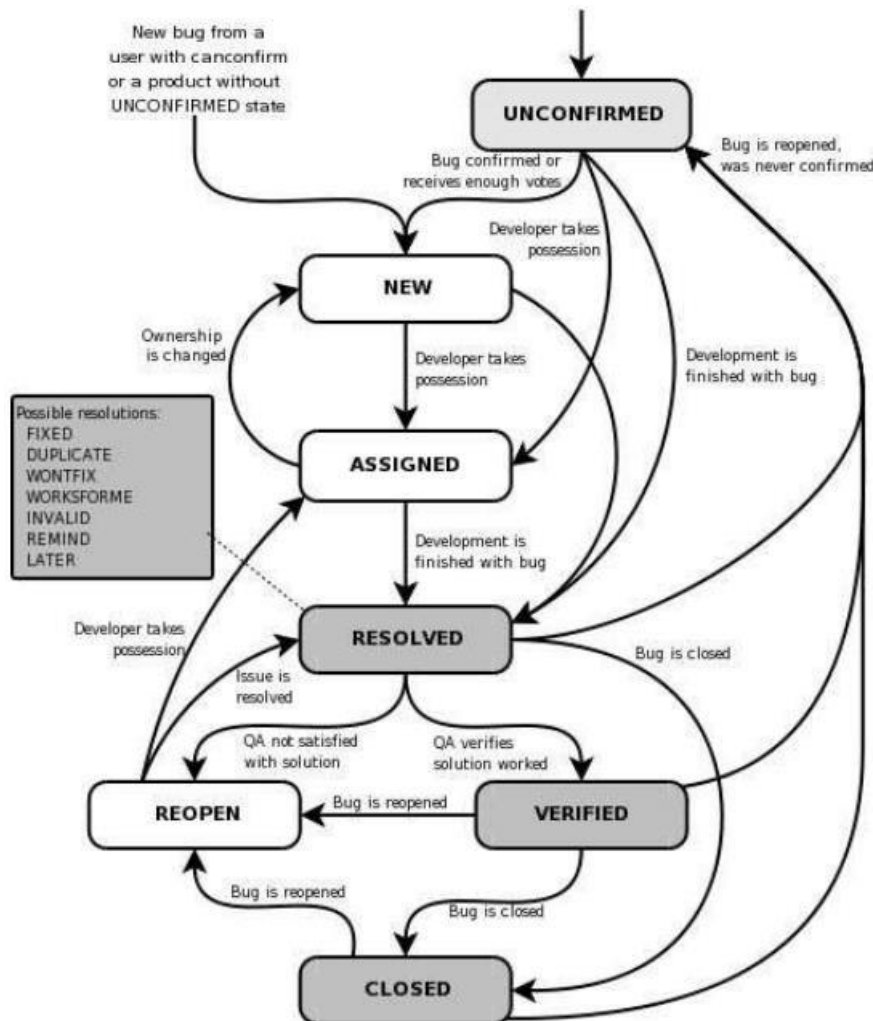 New bug from a
user with canconfirm
or a product without
UNCONFIRMED state
UNCONFIRMED
Bug is reopened,
was never confirmed
Bug confirmed or
receives enough votes
Developer takes
possession
NEW
Ownership
is changed
Developer takes
possession
Development is
finished with bug
Possible resolutions:
FIXED
DUPLICATE
WONTFIX
WORKSFORME
INVALID
REMIND
LATER
ASSIGNED
Development is
finished with bug
Developer takes
possession
RESOLVED
Bug is closed
Issue is
resolved
QA not satisfied
with solution
QA verifies
solution worked
REOPEN
Bug is reopened
VERIFIED
Bug is reopened
Bug is closed
CLOSED